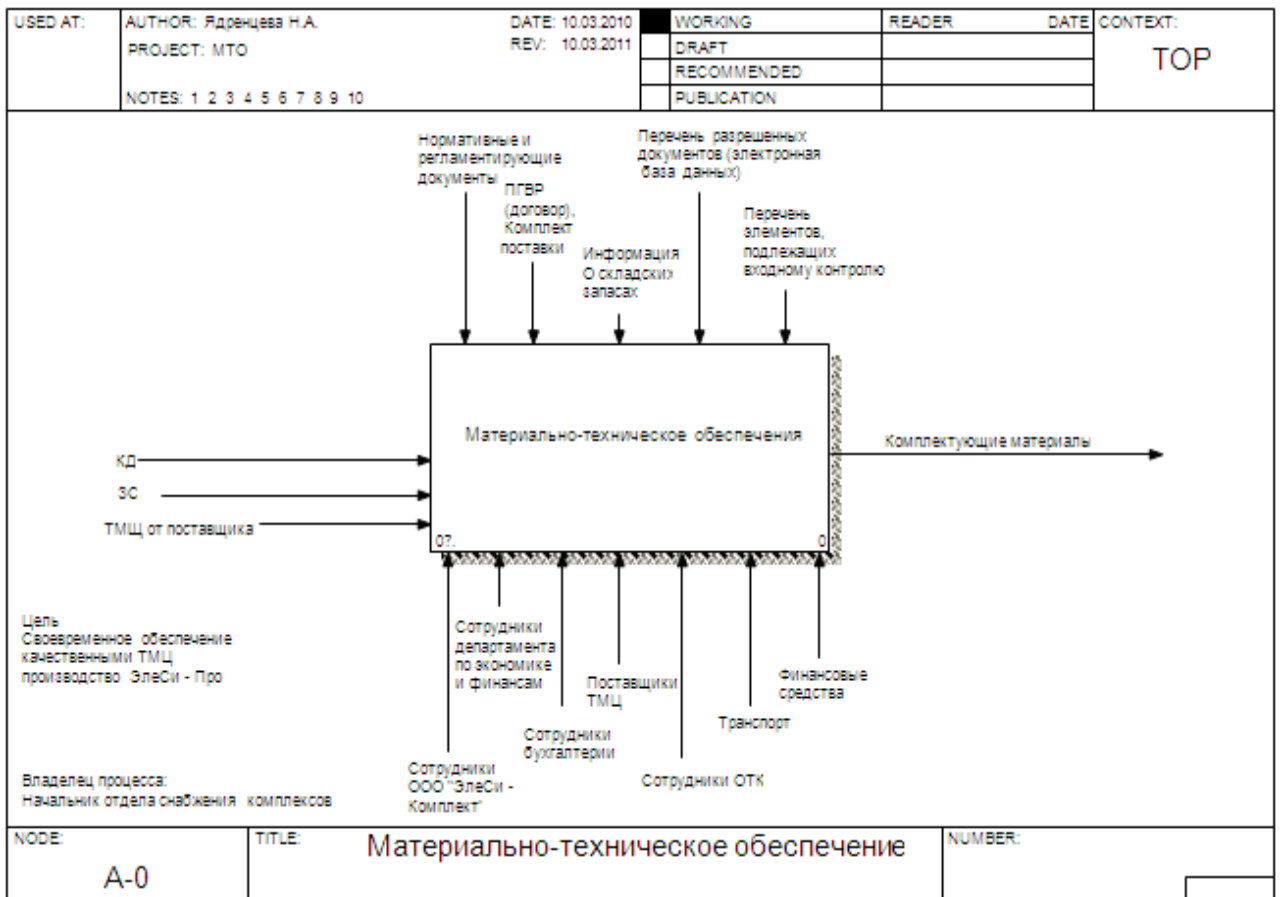 USED AT:
AUTHOR: Ядренцева Н.А.
DATE: 10.03.2010
PROJECT: МТО
REV: 10.03.2011
NOTES: 1 2 3 4 5 6 7 8 9 10
WORKING
DRAFT
RECOMMENDED
PUBLICATION
READER
DATE
CONTEXT:
TOP
Нормативные и
регламентирующие
документы
ПГВР
(договор),
Комплект
поставки
Информация
О складских
запасах
Перечень разрешенных
документов (электронная
база данных)
Перечень
элементов,
подлежащих
входному контролю
Материально-техническое обеспечения
0?.
0
КД
ЗС
ТМЩ от поставщика
Комплектующие материалы
Цель
Своевременное обеспечение
качественными ТМЦ
производство ЭлеСи - Про
Сотрудники
департамента
по экономике
и финансам
Поставщики
ТМЦ
Финансовые
средства
Транспорт
Сотрудники
бухгалтерии
Сотрудники
ООО "ЭлеСи -
Комплект"
Сотрудники ОТК
Владелец процесса:
Начальник отдела снабжения комплексов
NODE:
A-0
TITLE:
Материально-техническое обеспечение
NUMBER: